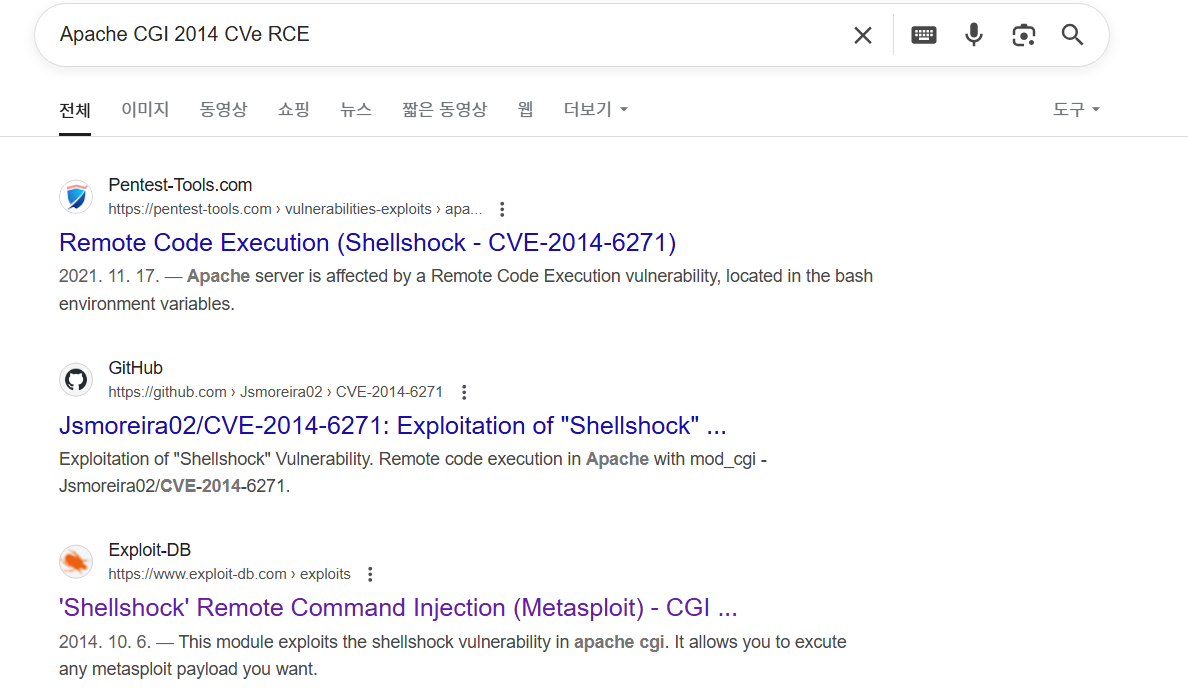 Apache CGI 2014 CVe RCE
전체 이미지 동영상 쇼핑 뉴스 짧은 동영상 웹 더보기 도구
Pentest-Tools.com
https://pentest-tools.com › vulnerabilities-exploits › apa...
Remote Code Execution (Shellshock - CVE-2014-6271)
2021. 11. 17. — Apache server is affected by a Remote Code Execution vulnerability, located in the bash
environment variables.
GitHub
https://github.com › Jsmoreira02 › CVE-2014-6271
Jsmoreira02/CVE-2014-6271: Exploitation of "Shellshock" ...
Exploitation of "Shellshock" Vulnerability. Remote code execution in Apache with mod_cgi -
Jsmoreira02/CVE-2014-6271.
Exploit-DB
https://www.exploit-db.com › exploits
'Shellshock' Remote Command Injection (Metasploit) - CGI ...
2014. 10. 6. — This module exploits the shellshock vulnerability in apache cgi. It allows you to excute
any metasploit payload you want.